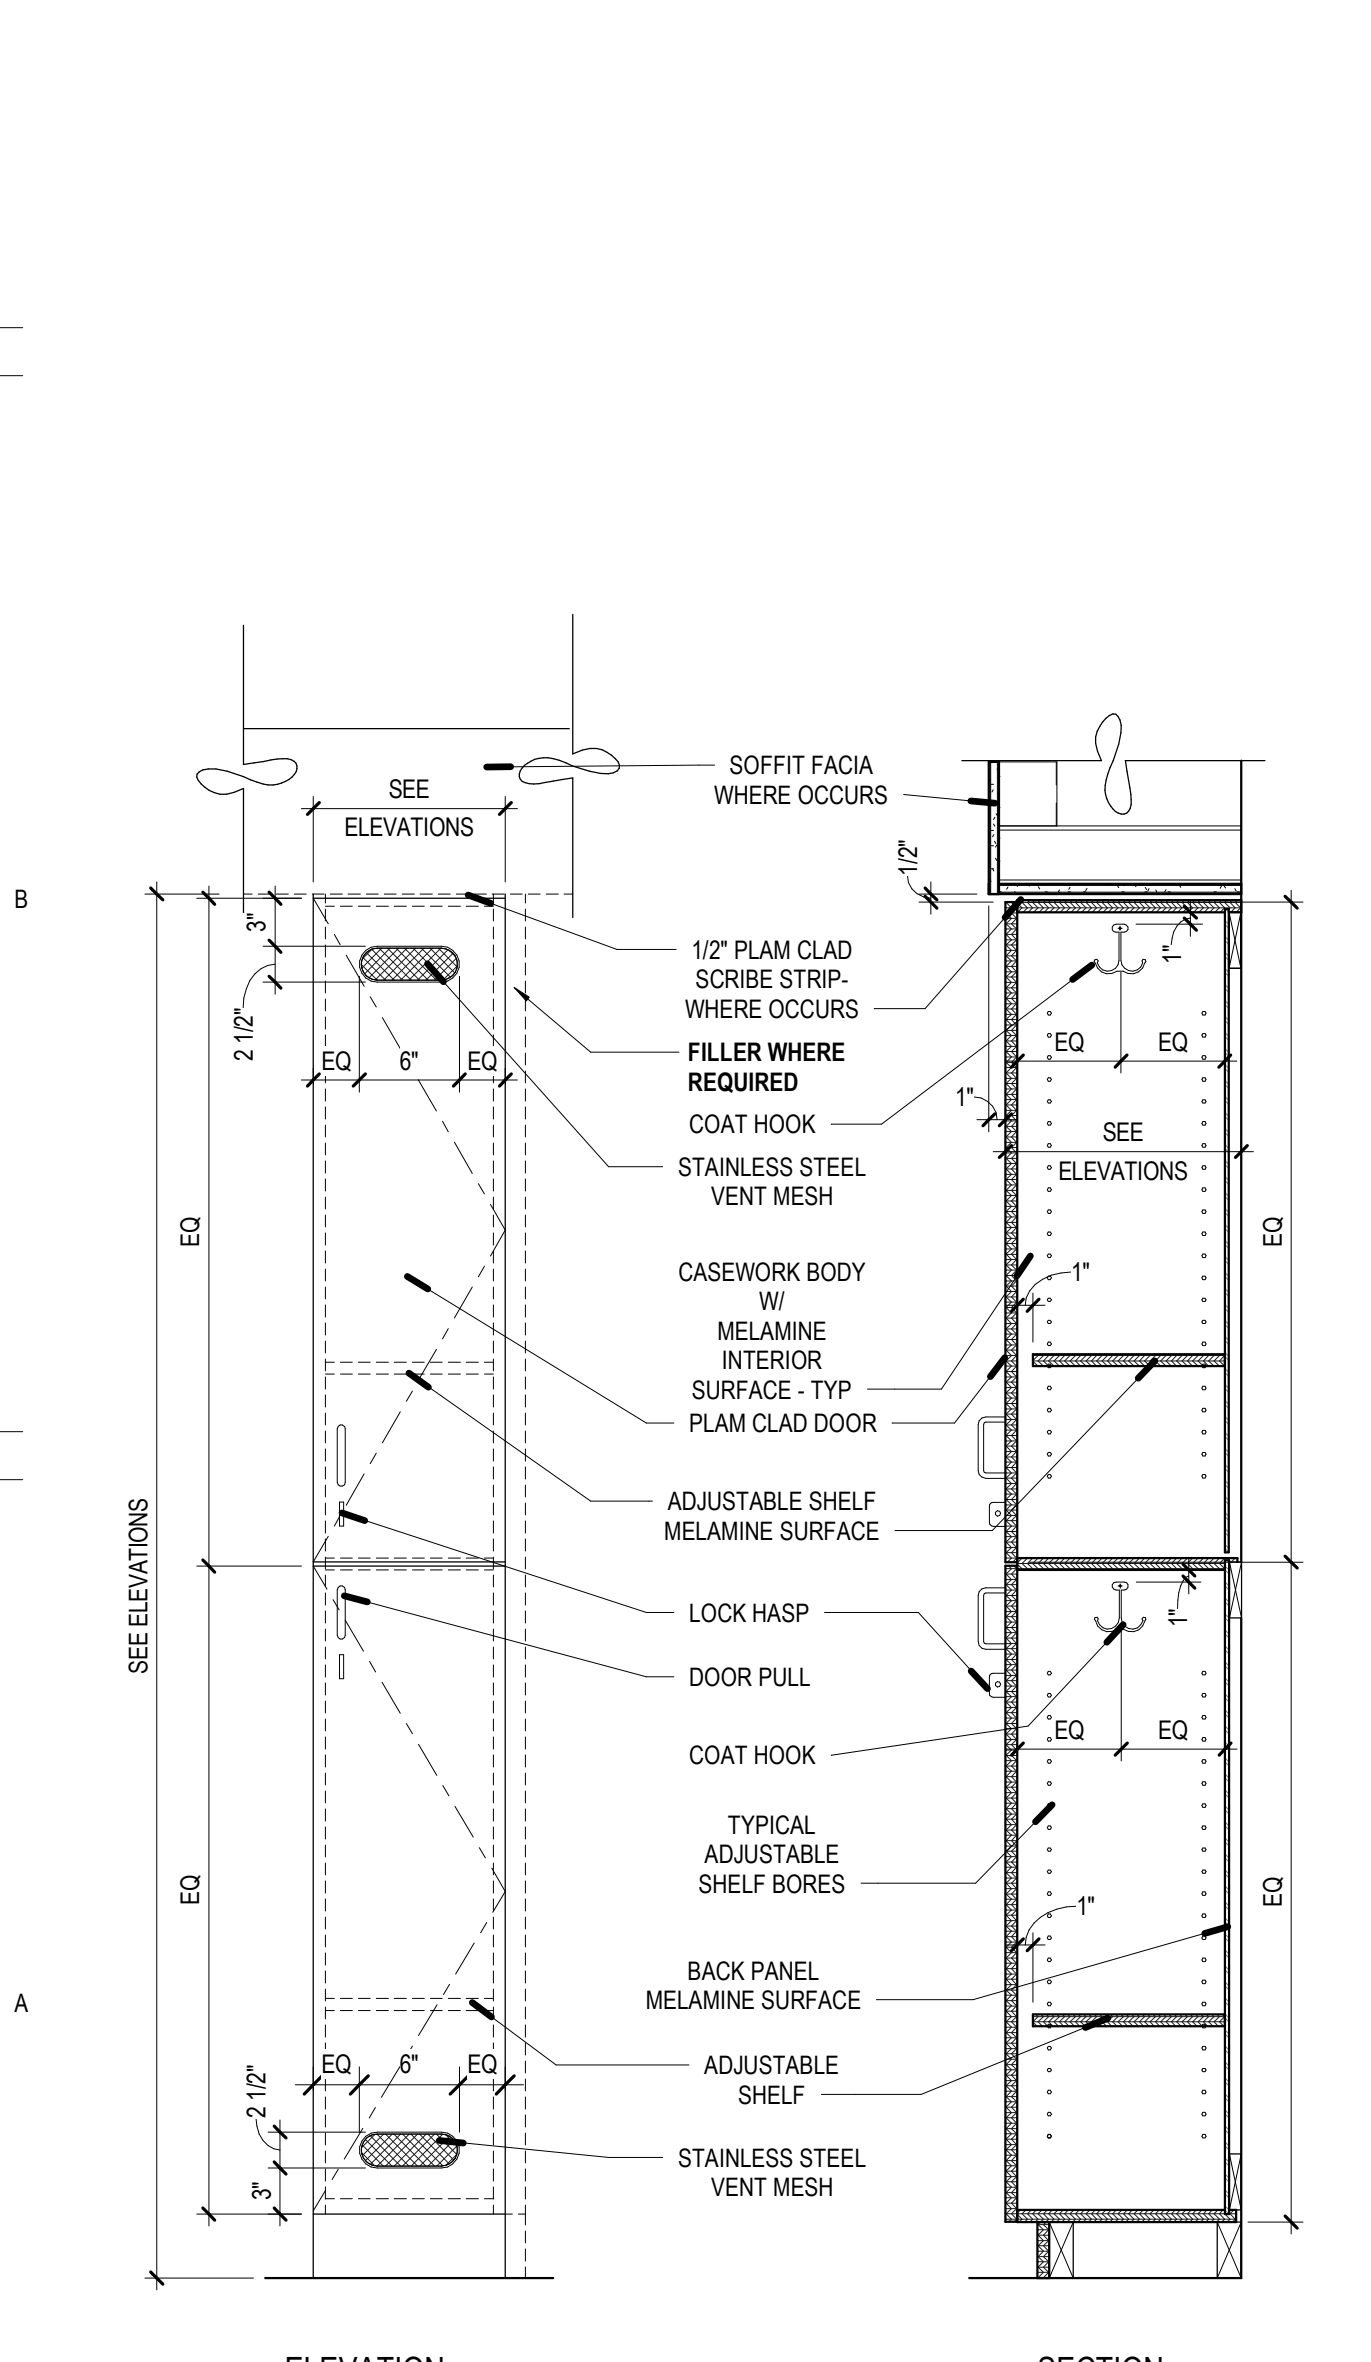 SOFFIT FACIA
WHERE OCCURS
SEE
ELEVATIONS
1/2"
B
3"
2 1/2"
1/2" PLAM CLAD
SCRIBE STRIP-
WHERE OCCURS
1"
EQ
6"
EQ
FILLER WHERE
REQUIRED
EQ
EQ
1"
COAT HOOK
SEE
ELEVATIONS
STAINLESS STEEL
VENT MESH
EQ
EQ
CASEWORK BODY
W/
MELAMINE
INTERIOR
SURFACE - TYP
1"
PLAM CLAD DOOR
ADJUSTABLE SHELF
MELAMINE SURFACE
SEE ELEVATIONS
LOCK HASP
1"
DOOR PULL
EQ
EQ
COAT HOOK
TYPICAL
ADJUSTABLE
SHELF BORES
EQ
EQ
1"
BACK PANEL
MELAMINE SURFACE
A
EQ
6"
EQ
2 1/2"
3"
ADJUSTABLE
SHELF
STAINLESS STEEL
VENT MESH
ELEVATION
SECTION